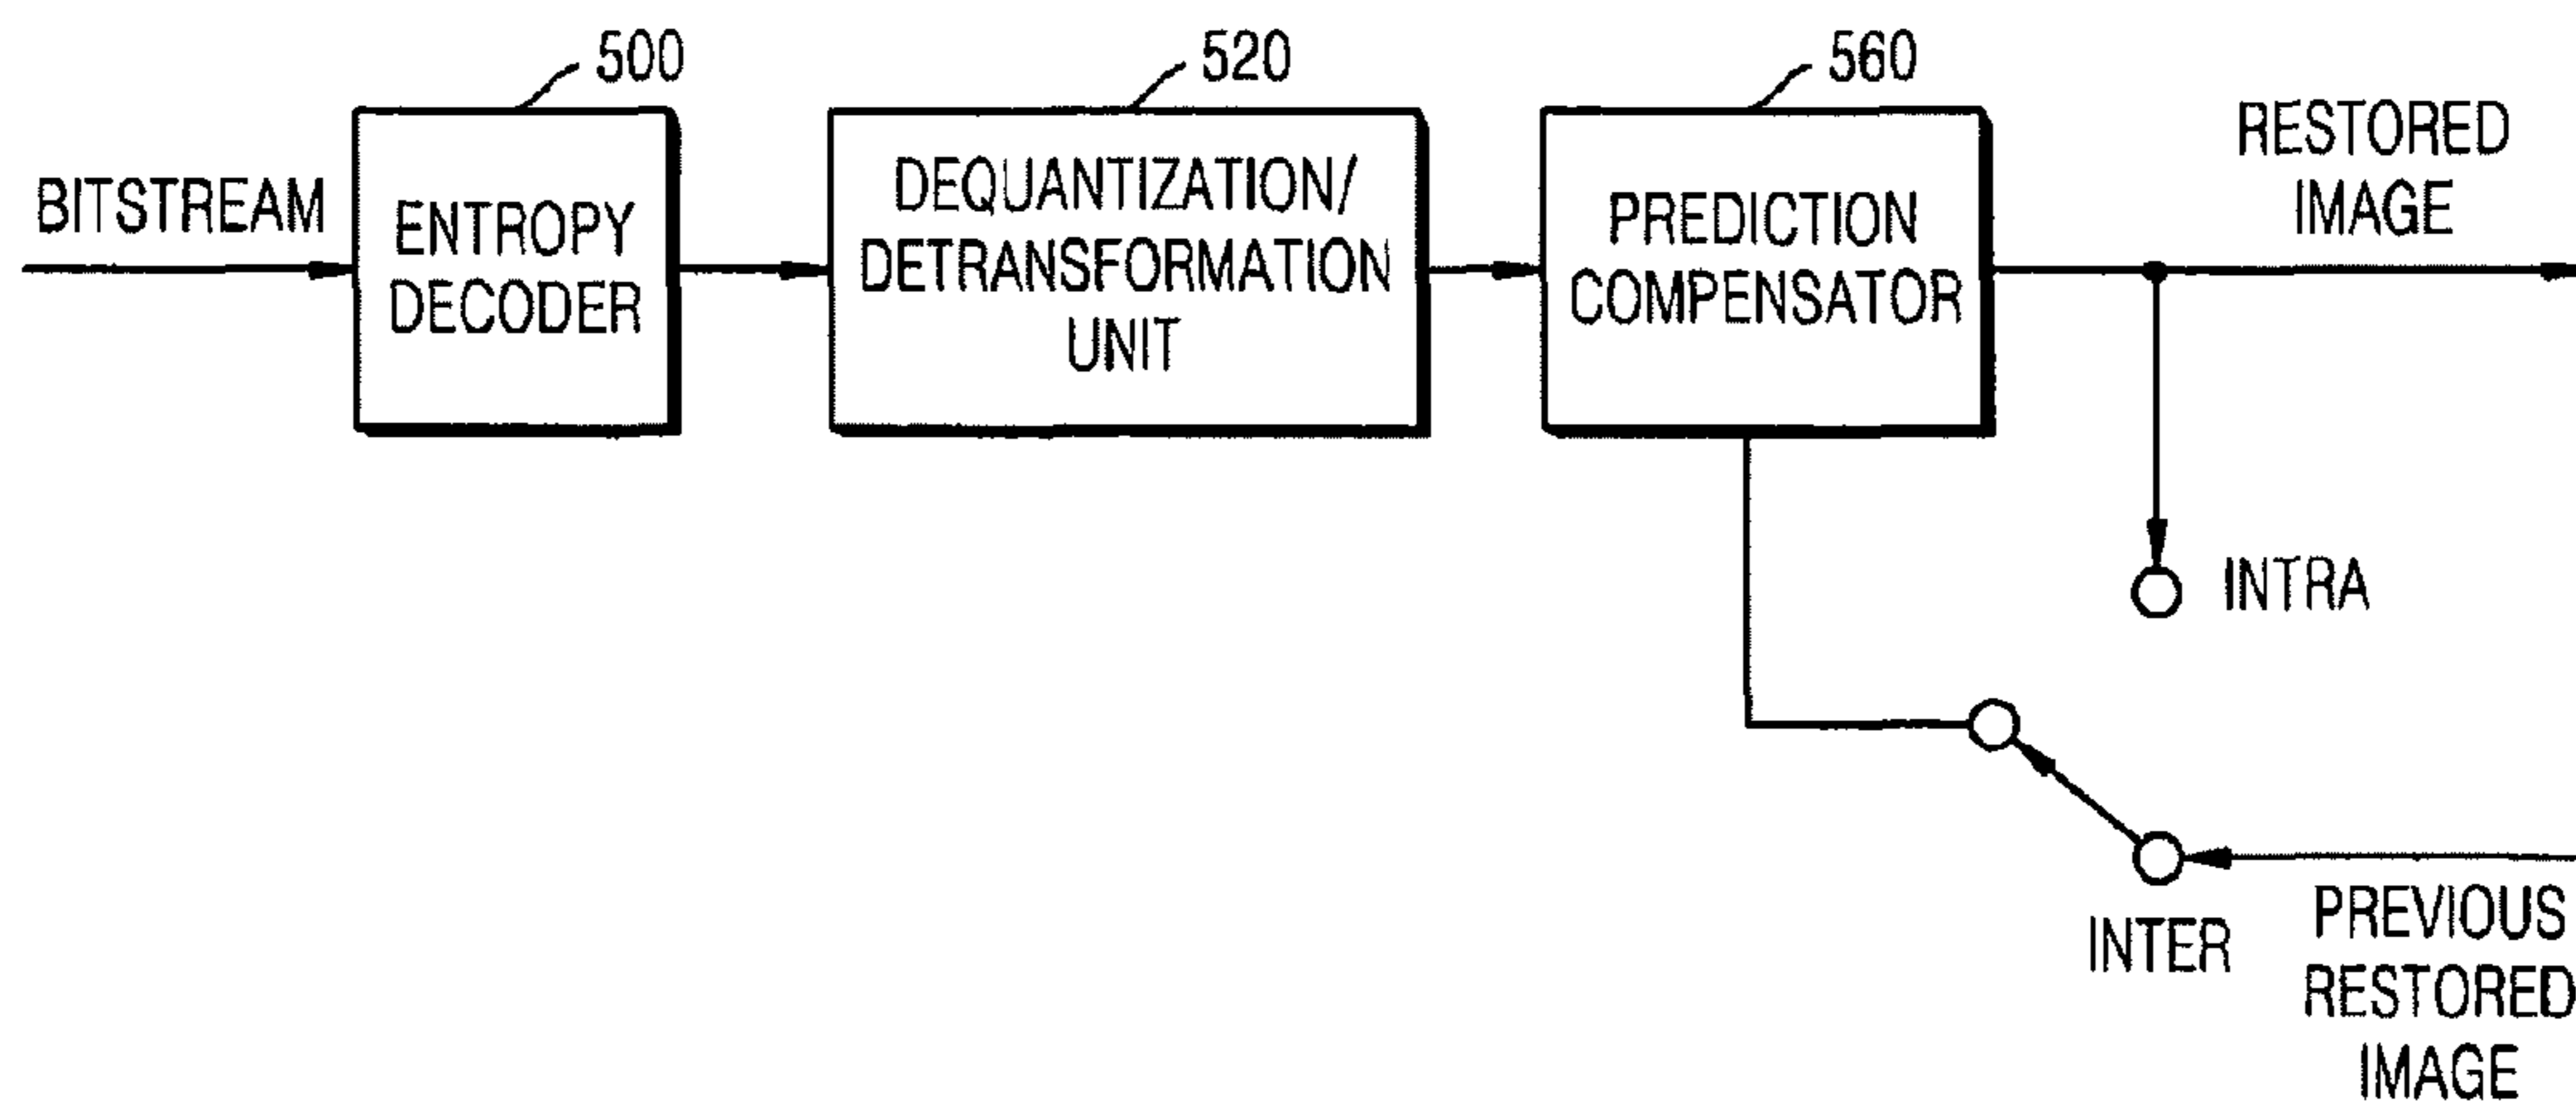 500
520
560
BITSTREAM
ENTROPY
DECODER
DEQUANTIZATION/
DETRANSFORMATION
UNIT
PREDICTION
COMPENSATOR
RESTORED
IMAGE
INTRA
INTER
PREVIOUS
RESTORED
IMAGE